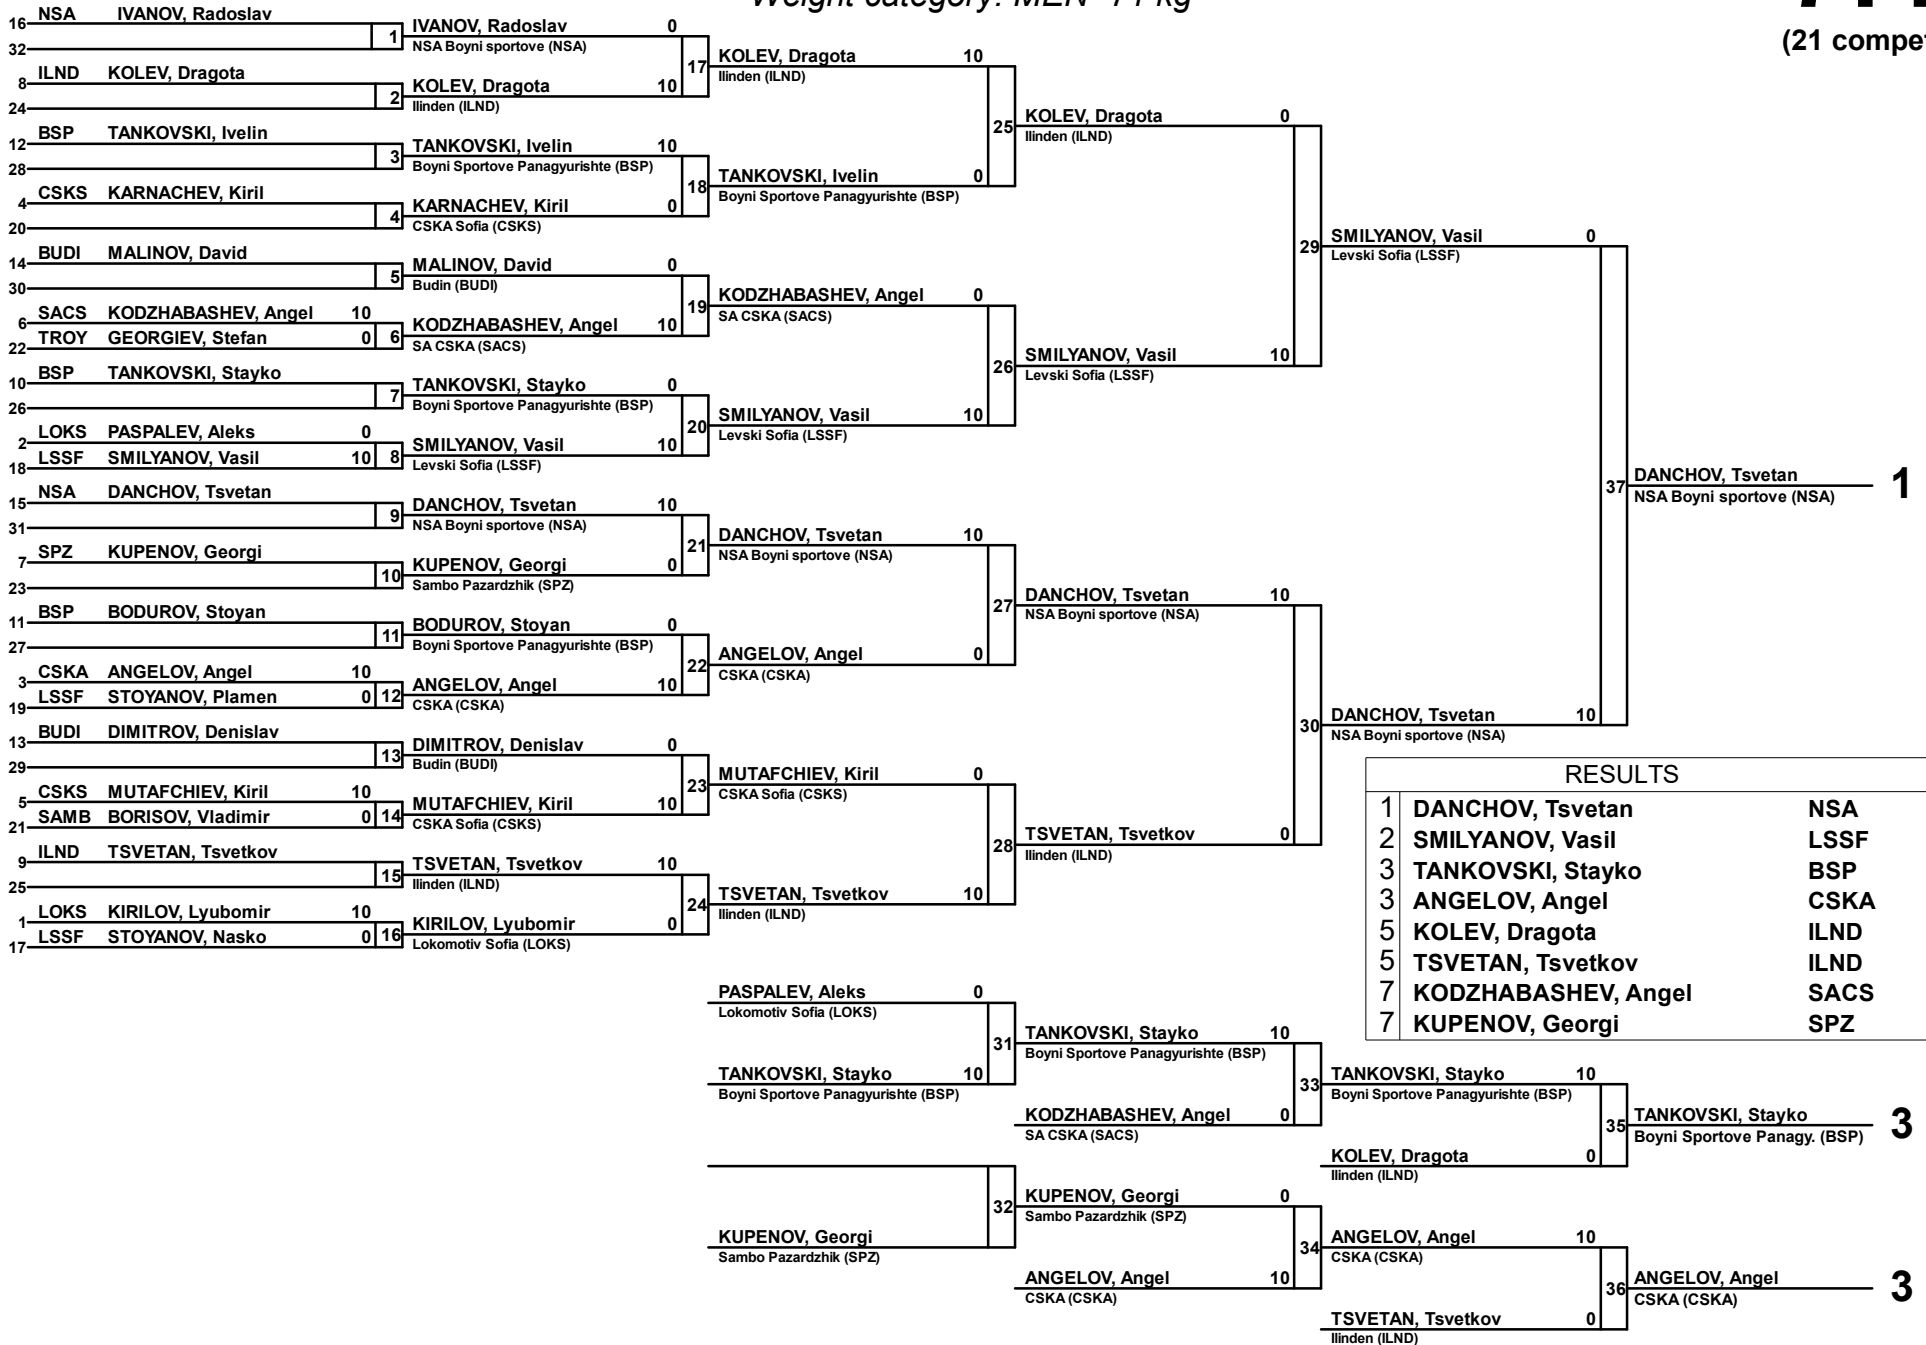 Weight category: MEN -71 kg
(21 compet
16 NSA IVANOV, Radoslav
32
1
8 ILND KOLEV, Dragota
24
2
12 BSP TANKOVSKI, Ivelin
28
3
4 CSKS KARNACHEV, Kiril
20
4
14 BUDI MALINOV, David
30
5
6 SACS KODZHABASHEV, Angel 10
22 TROY GEORGIEV, Stefan 0
6
10 BSP TANKOVSKI, Stayko
26
7
2 LOKS PASPALEV, Aleks 0
18 LSSF SMILYANOV, Vasil 10
8
15 NSA DANCHOV, Tsvetan
31
9
7 SPZ KUPENOV, Georgi
23
10
11 BSP BODUROV, Stoyan
27
11
3 CSKA ANGELOV, Angel 10
19 LSSF STOYANOV, Plamen 0
12
13 BUDI DIMITROV, Denislav
29
13
5 CSKS MUTAFCHIEV, Kiril 10
21 SAMB BORISOV, Vladimir 0
14
9 ILND TSVETAN, Tsvetkov
25
15
1 LOKS KIRILOV, Lyubomir 10
17 LSSF STOYANOV, Nasko 0
16
IVANOV, Radoslav 0
NSA Boyni sportove (NSA)
17
KOLEV, Dragota 10
Ilinden (ILND)
TANKOVSKI, Ivelin 10
Boyni Sportove Panagyurishte (BSP)
18
KARNACHEV, Kiril 0
CSKA Sofia (CSKS)
MALINOV, David 0
Budin (BUDI)
19
KODZHABASHEV, Angel 10
SA CSKA (SACS)
TANKOVSKI, Stayko 0
Boyni Sportove Panagyurishte (BSP)
20
SMILYANOV, Vasil 10
Levski Sofia (LSSF)
DANCHOV, Tsvetan 10
NSA Boyni sportove (NSA)
21
KUPENOV, Georgi 0
Sambo Pazardzhik (SPZ)
BODUROV, Stoyan 0
Boyni Sportove Panagyurishte (BSP)
22
ANGELOV, Angel 10
CSKA (CSKA)
DIMITROV, Denislav 0
Budin (BUDI)
23
MUTAFCHIEV, Kiril 10
CSKA Sofia (CSKS)
TSVETAN, Tsvetkov 10
Ilinden (ILND)
24
KIRILOV, Lyubomir 0
Lokomotiv Sofia (LOKS)
KOLEV, Dragota 10
Ilinden (ILND)
25
TANKOVSKI, Ivelin 0
Boyni Sportove Panagyurishte (BSP)
KODZHABASHEV, Angel 0
SA CSKA (SACS)
26
SMILYANOV, Vasil 10
Levski Sofia (LSSF)
DANCHOV, Tsvetan 10
NSA Boyni sportove (NSA)
27
ANGELOV, Angel 0
CSKA (CSKA)
MUTAFCHIEV, Kiril 0
CSKA Sofia (CSKS)
28
TSVETAN, Tsvetkov 10
Ilinden (ILND)
KOLEV, Dragota 0
Ilinden (ILND)
29
SMILYANOV, Vasil 10
Levski Sofia (LSSF)
DANCHOV, Tsvetan 10
NSA Boyni sportove (NSA)
30
TSVETAN, Tsvetkov 0
Ilinden (ILND)
SMILYANOV, Vasil 0
Levski Sofia (LSSF)
37
DANCHOV, Tsvetan 10
NSA Boyni sportove (NSA)
DANCHOV, Tsvetan 1
NSA Boyni sportove (NSA)
RESULTS
1 DANCHOV, Tsvetan NSA
2 SMILYANOV, Vasil LSSF
3 TANKOVSKI, Stayko BSP
3 ANGELOV, Angel CSKA
5 KOLEV, Dragota ILND
5 TSVETAN, Tsvetkov ILND
7 KODZHABASHEV, Angel SACS
7 KUPENOV, Georgi SPZ
PASPALEV, Aleks 0
Lokomotiv Sofia (LOKS)
31
TANKOVSKI, Stayko 10
Boyni Sportove Panagyurishte (BSP)
32
KUPENOV, Georgi
Sambo Pazardzhik (SPZ)
TANKOVSKI, Stayko 10
Boyni Sportove Panagyurishte (BSP)
33
KODZHABASHEV, Angel 0
SA CSKA (SACS)
KUPENOV, Georgi 0
Sambo Pazardzhik (SPZ)
34
ANGELOV, Angel 10
CSKA (CSKA)
TANKOVSKI, Stayko 10
Boyni Sportove Panagyurishte (BSP)
35
KOLEV, Dragota 0
Ilinden (ILND)
ANGELOV, Angel 10
CSKA (CSKA)
36
TSVETAN, Tsvetkov 0
Ilinden (ILND)
TANKOVSKI, Stayko 3
Boyni Sportove Panagy. (BSP)
ANGELOV, Angel 3
CSKA (CSKA)